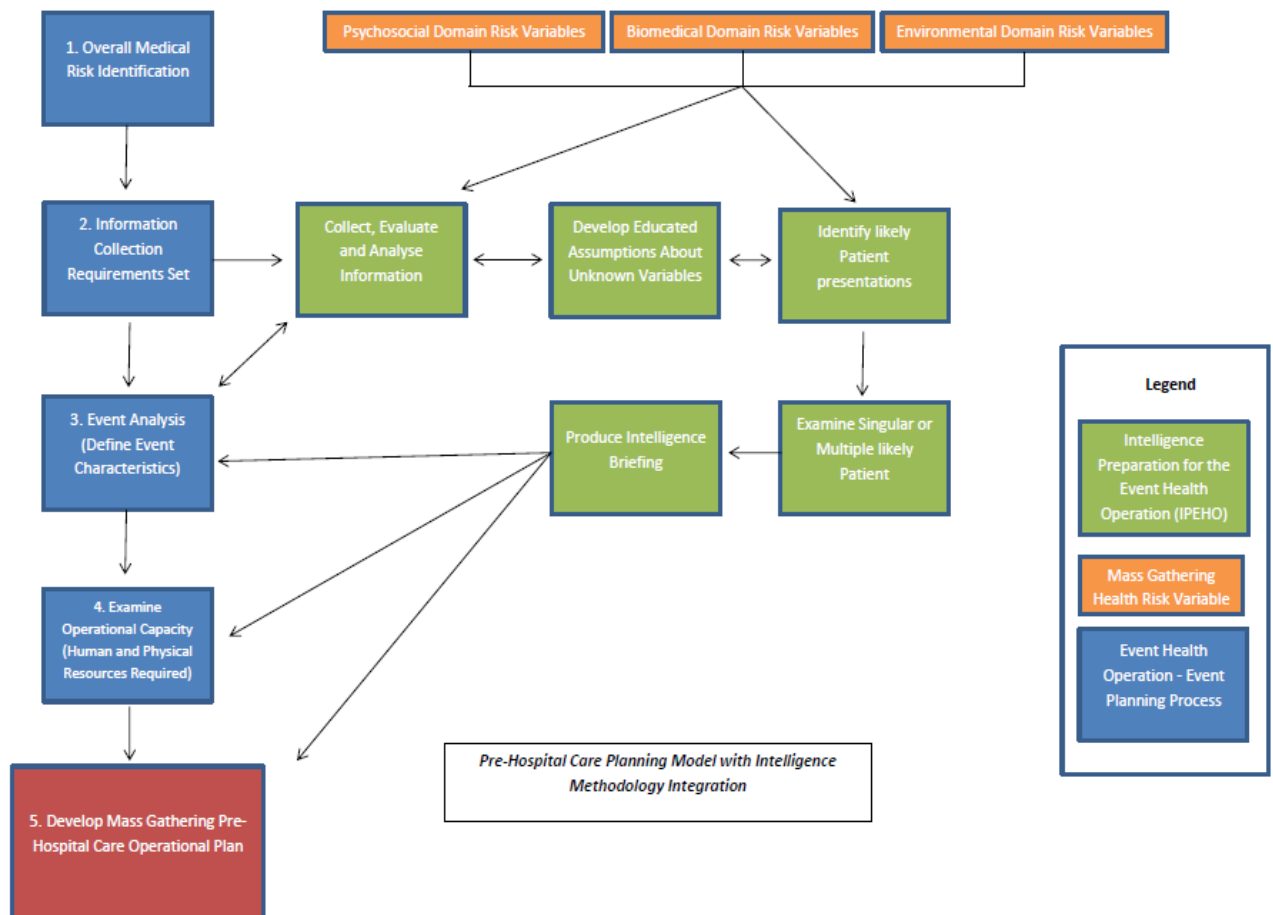 1. Overall Medical
Risk Identification
Psychosocial Domain Risk Variables
Biomedical Domain Risk Variables
Environmental Domain Risk Variables
2. Information
Collection
Requirements Set
Collect, Evaluate
and Analyse
Information
Develop Educated
Assumptions About
Unknown Variables
Identify likely
Patient
presentations
3. Event Analysis
(Define Event
Characteristics)
Produce Intelligence
Briefing
Examine Singular or
Multiple likely
Patient
4. Examine
Operational Capacity
(Human and Physical
Resources Required)
5. Develop Mass Gathering Pre-
Hospital Care Operational Plan
Pre-Hospital Care Planning Model with Intelligence
Methodology Integration
Legend
Intelligence
Preparation for the
Event Health
Operation (IPEHO)
Mass Gathering
Health Risk Variable
Event Health
Operation - Event
Planning Process